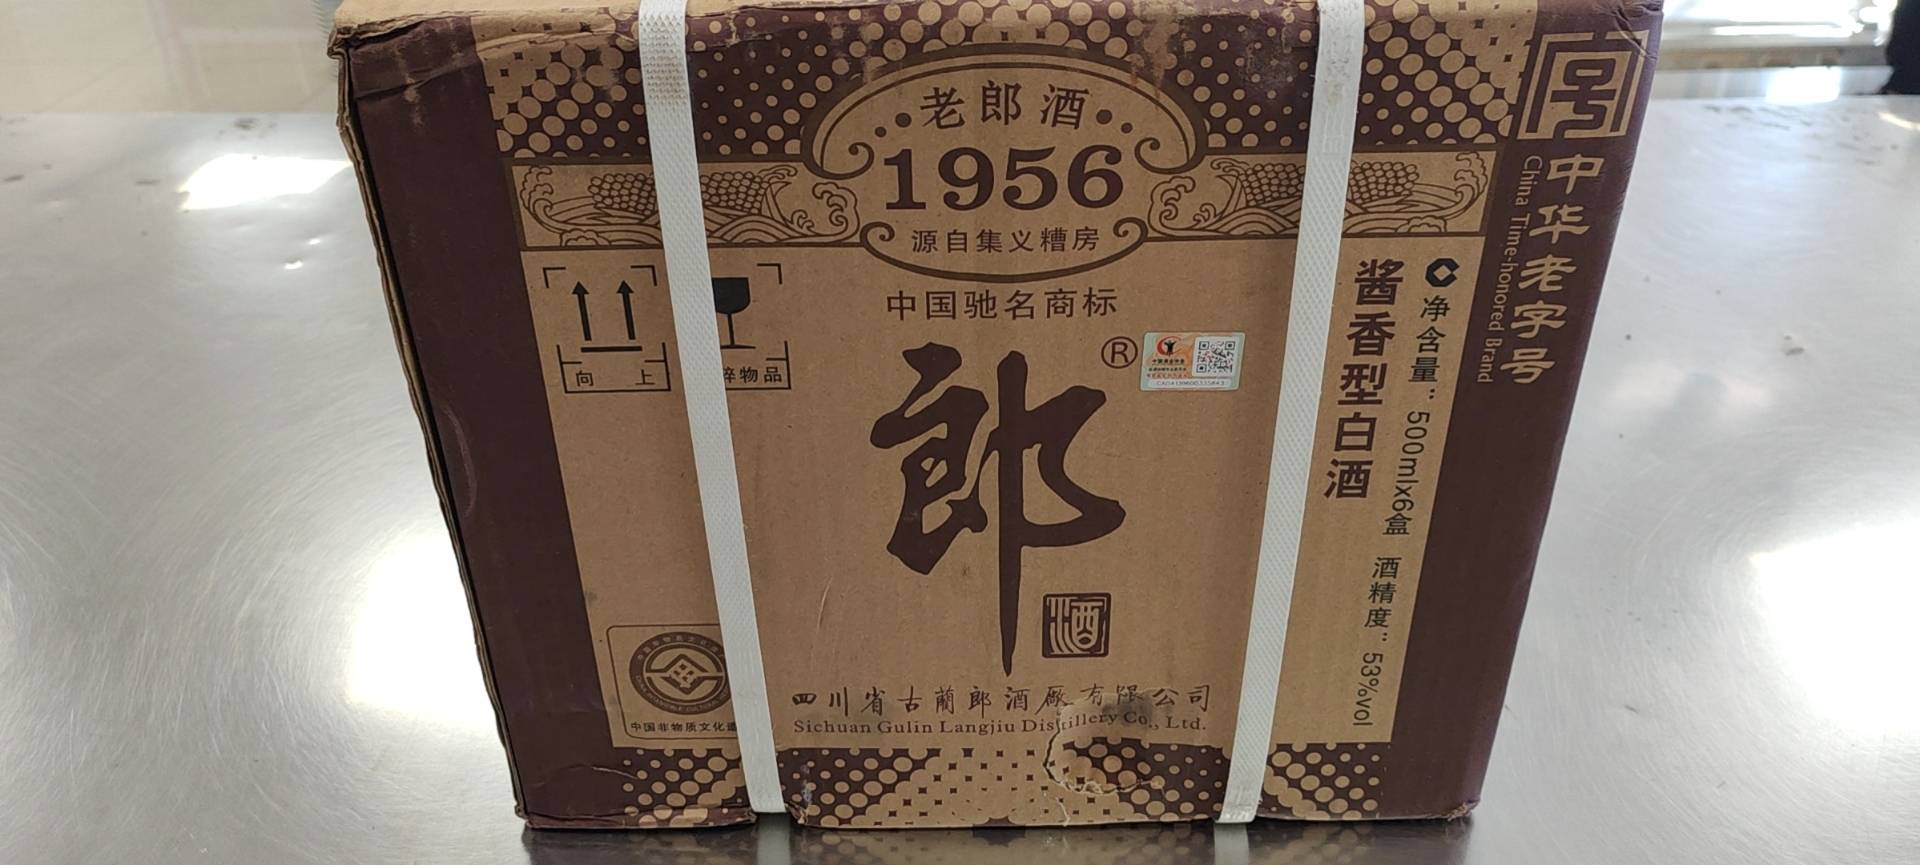 老郎酒
1956
源自集义糟房
中国驰名商标
郎
®
酒
向 上
碎物品
酱香型白酒
净含量：500mlx6盒 酒精度：53%vol
号
中华老字号
China Time-honored Brand
中国非物质文化遗
四川省古蔺郎酒厰有限公司
Sichuan Gulin Langjiu Distillery Co., Ltd.